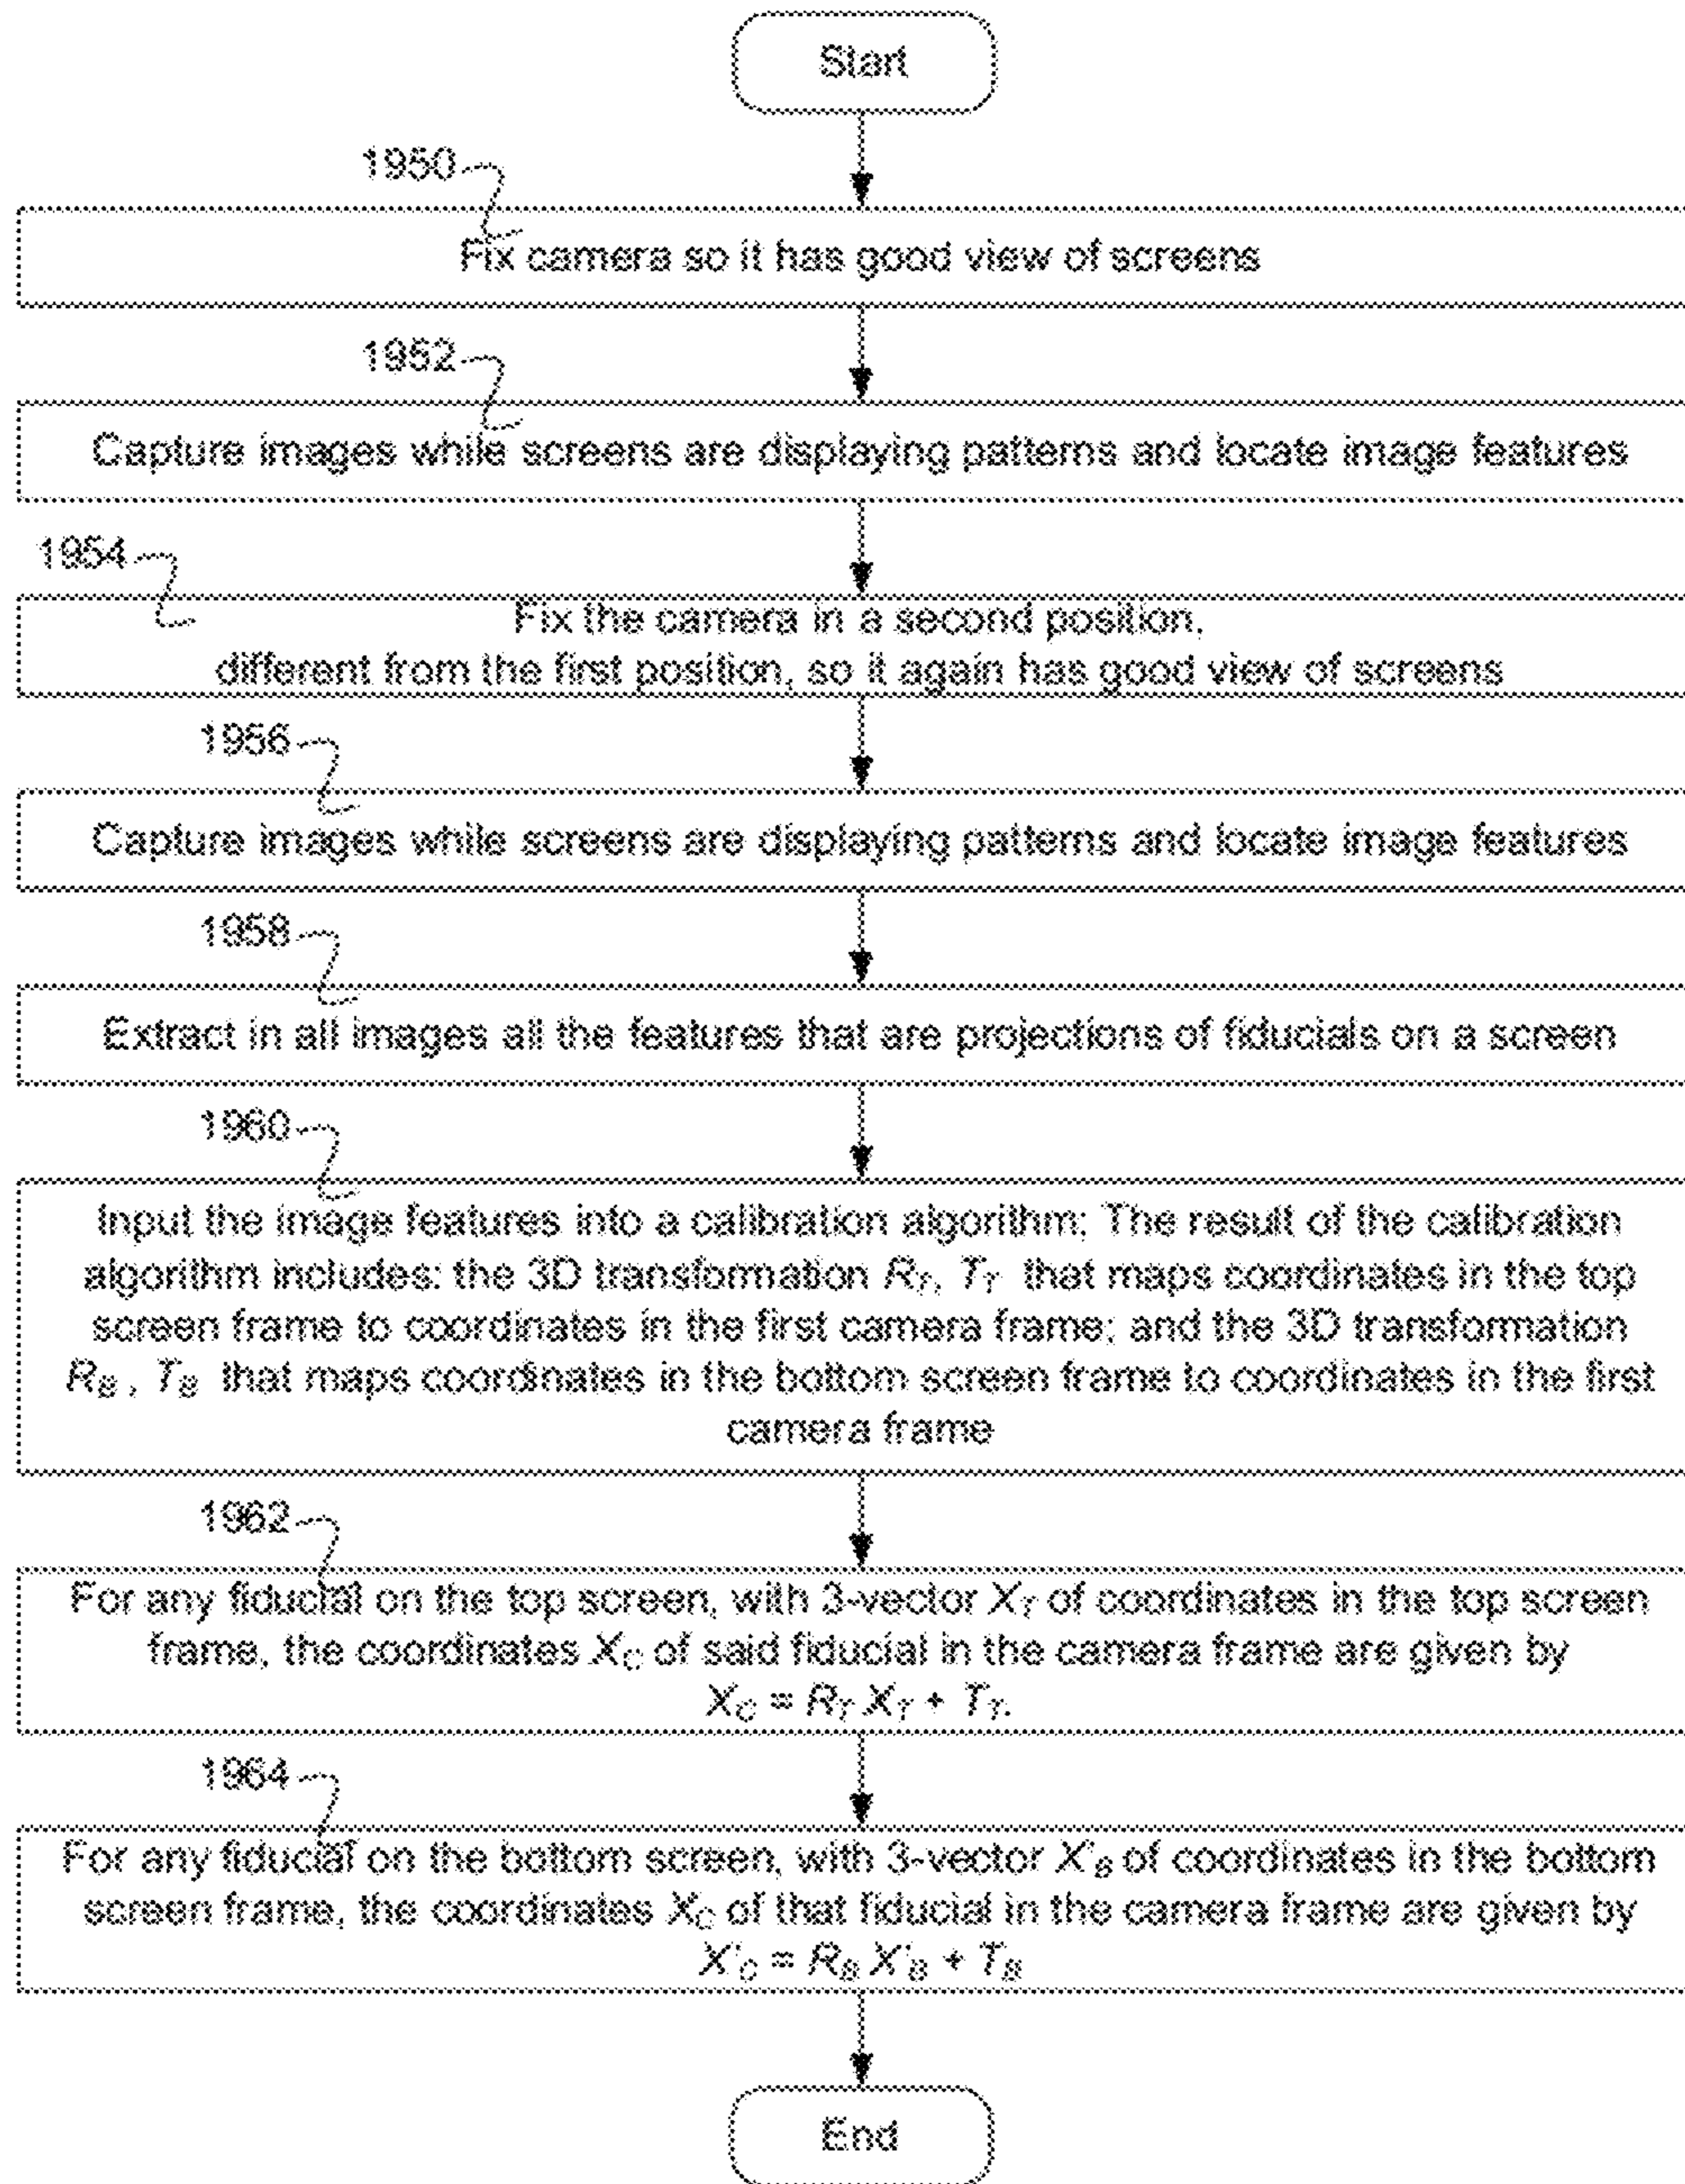 Start
1950
Fix camera so it has good view of screens
1952
Capture images while screens are displaying patterns and locate image features
1954
Fix the camera in a second position,
different from the first position, so it again has good view of screens
1956
Capture images while screens are displaying patterns and locate image features
1958
Extract in all images all the features that are projections of fiducials on a screen
1960
Input the image features into a calibration algorithm; The result of the calibration
algorithm includes: the 3D transformation R_T, T_T that maps coordinates in the top
screen frame to coordinates in the first camera frame; and the 3D transformation
R_B, T_B that maps coordinates in the bottom screen frame to coordinates in the first
camera frame
1962
For any fiducial on the top screen, with 3-vector X_T of coordinates in the top screen
frame, the coordinates X_C of said fiducial in the camera frame are given by
X_C = R_T X_T + T_T.
1964
For any fiducial on the bottom screen, with 3-vector X'_B of coordinates in the bottom
screen frame, the coordinates X_C of that fiducial in the camera frame are given by
X'_C = R_B X'_B + T_B
End